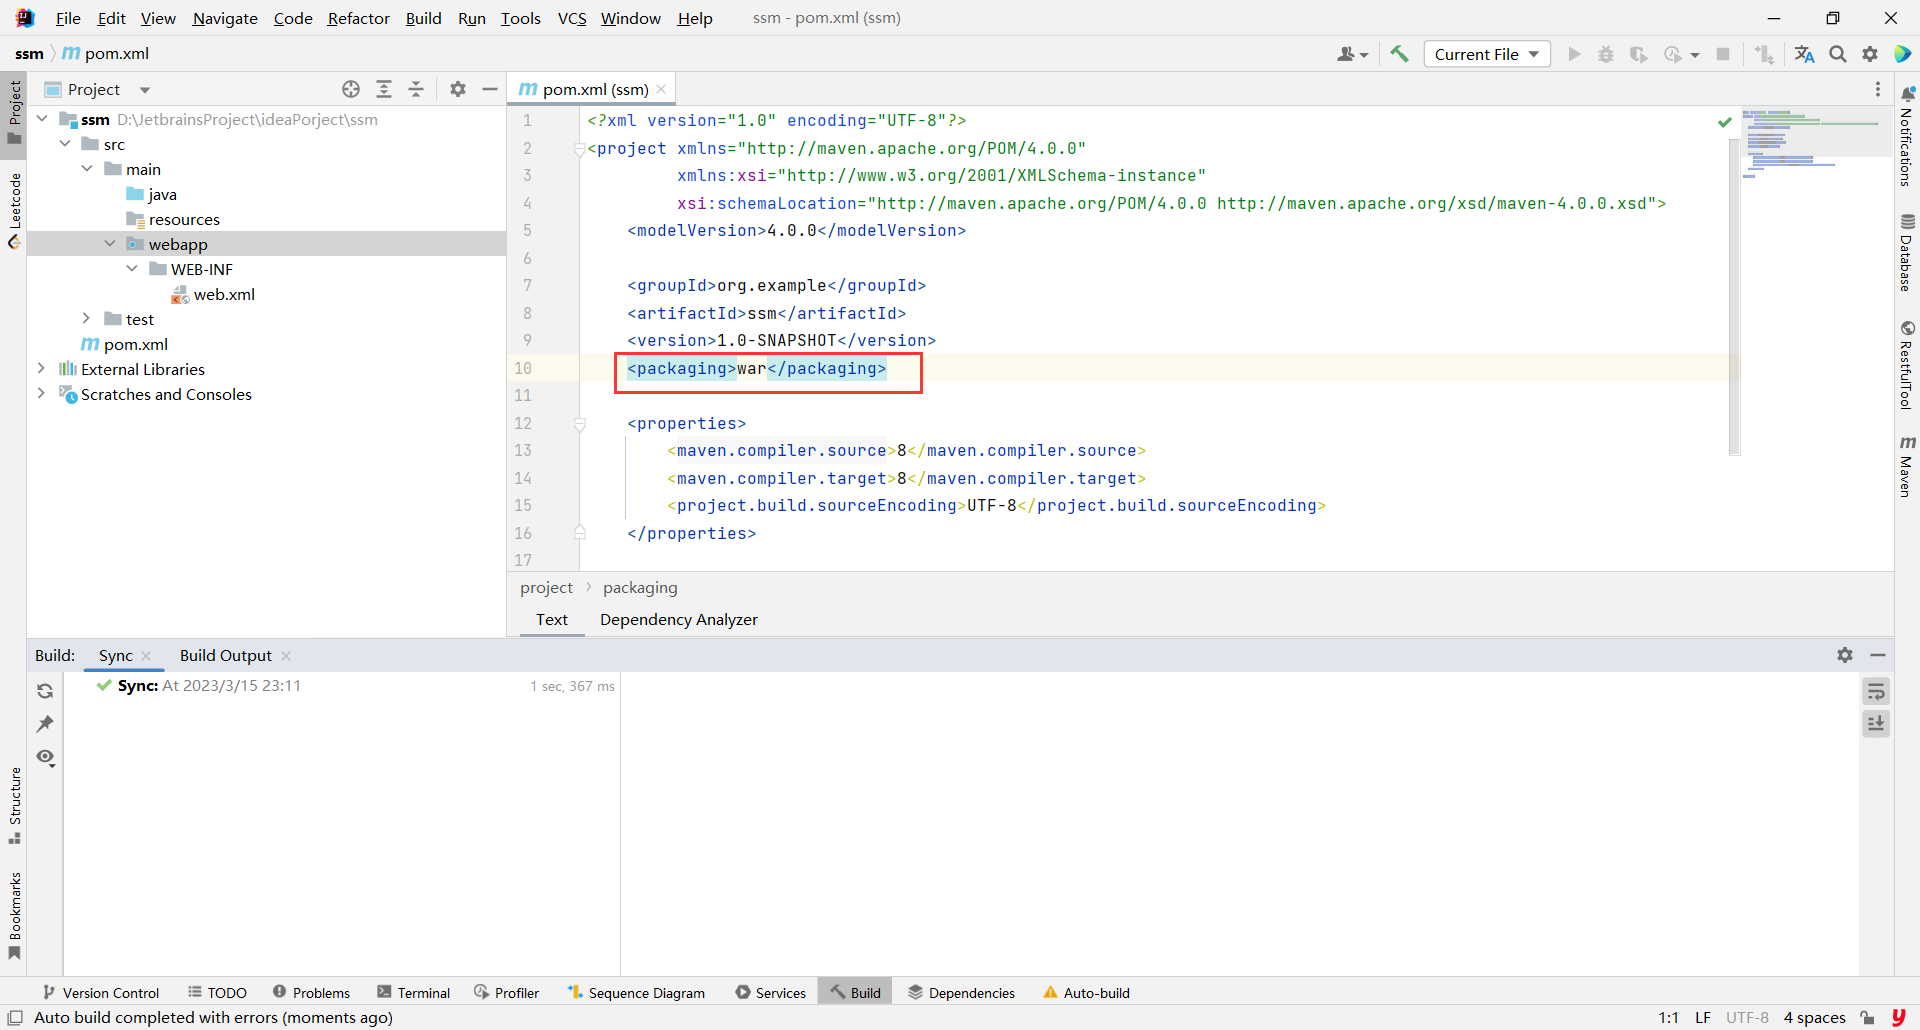 File Edit View Navigate Code Refactor Build Run Tools VCS Window Help ssm - pom.xml (ssm)
ssm m pom.xml
Current File
Project
Leetcode
Structure
Bookmarks
Project
ssm D:\JetbrainsProject\ideaPorject\ssm
src
main
java
resources
webapp
WEB-INF
web.xml
test
m pom.xml
External Libraries
Scratches and Consoles
m pom.xml (ssm)
1 <?xml version="1.0" encoding="UTF-8"?>
2 <project xmlns="http://maven.apache.org/POM/4.0.0"
3 xmlns:xsi="http://www.w3.org/2001/XMLSchema-instance"
4 xsi:schemaLocation="http://maven.apache.org/POM/4.0.0 http://maven.apache.org/xsd/maven-4.0.0.xsd">
5 <modelVersion>4.0.0</modelVersion>
6
7 <groupId>org.example</groupId>
8 <artifactId>ssm</artifactId>
9 <version>1.0-SNAPSHOT</version>
10 <packaging>war</packaging>
11
12 <properties>
13 <maven.compiler.source>8</maven.compiler.source>
14 <maven.compiler.target>8</maven.compiler.target>
15 <project.build.sourceEncoding>UTF-8</project.build.sourceEncoding>
16 </properties>
17
project > packaging
Text Dependency Analyzer
Notifications
Database
RestfulTool
m Maven
Build: Sync Build Output
Sync: At 2023/3/15 23:11 1 sec, 367 ms
Version Control TODO Problems Terminal Profiler Sequence Diagram Services Build Dependencies Auto-build
Auto build completed with errors (moments ago) 1:1 LF UTF-8 4 spaces y